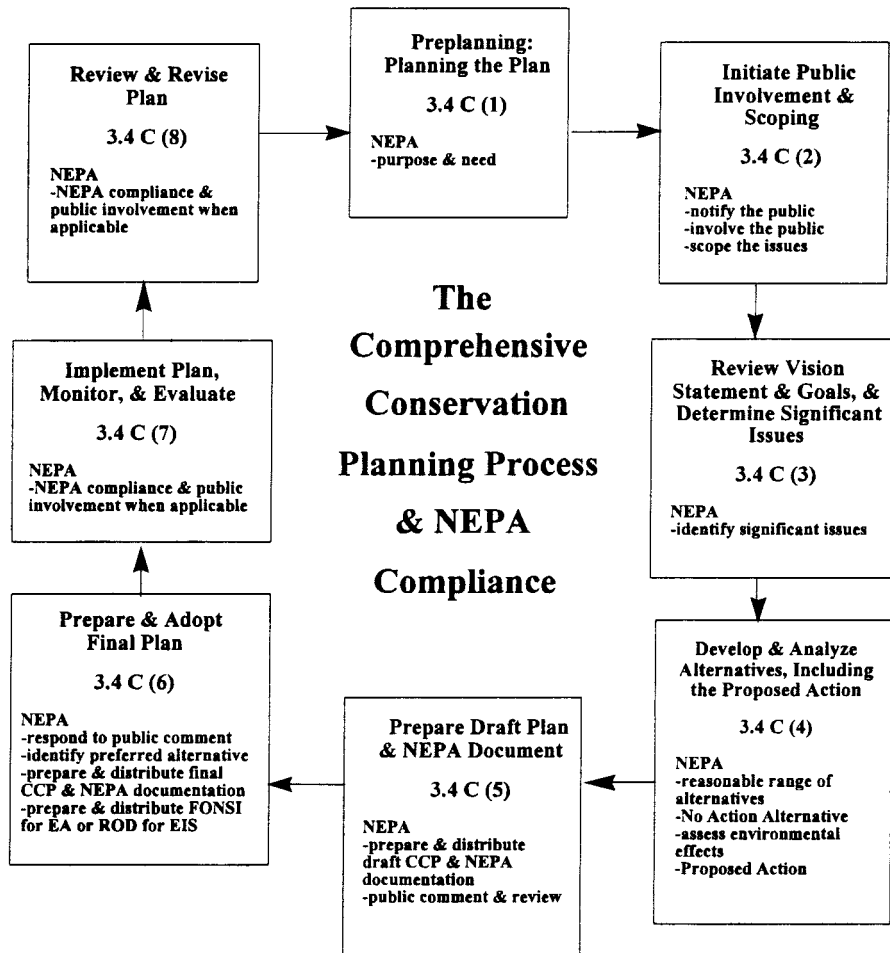 Preplanning:
Planning the Plan
3.4 C (1)
NEPA
-purpose & need
Initiate Public
Involvement &
Scoping
3.4 C (2)
NEPA
-notify the public
-involve the public
-scope the issues
Review Vision
Statement & Goals, &
Determine Significant
Issues
3.4 C (3)
NEPA
-identify significant issues
Develop & Analyze
Alternatives, Including
the Proposed Action
3.4 C (4)
NEPA
-reasonable range of
alternatives
-No Action Alternative
-assess environmental
effects
-Proposed Action
Prepare Draft Plan
& NEPA Document
3.4 C (5)
NEPA
-prepare & distribute
draft CCP & NEPA
documentation
-public comment & review
Prepare & Adopt
Final Plan
3.4 C (6)
NEPA
-respond to public comment
-identify preferred alternative
-prepare & distribute final
CCP & NEPA documentation
-prepare & distribute FONSI
for EA or ROD for EIS
Implement Plan,
Monitor, & Evaluate
3.4 C (7)
NEPA
-NEPA compliance & public
involvement when applicable
Review & Revise
Plan
3.4 C (8)
NEPA
-NEPA compliance &
public involvement when
applicable
The
Comprehensive
Conservation
Planning Process
& NEPA
Compliance